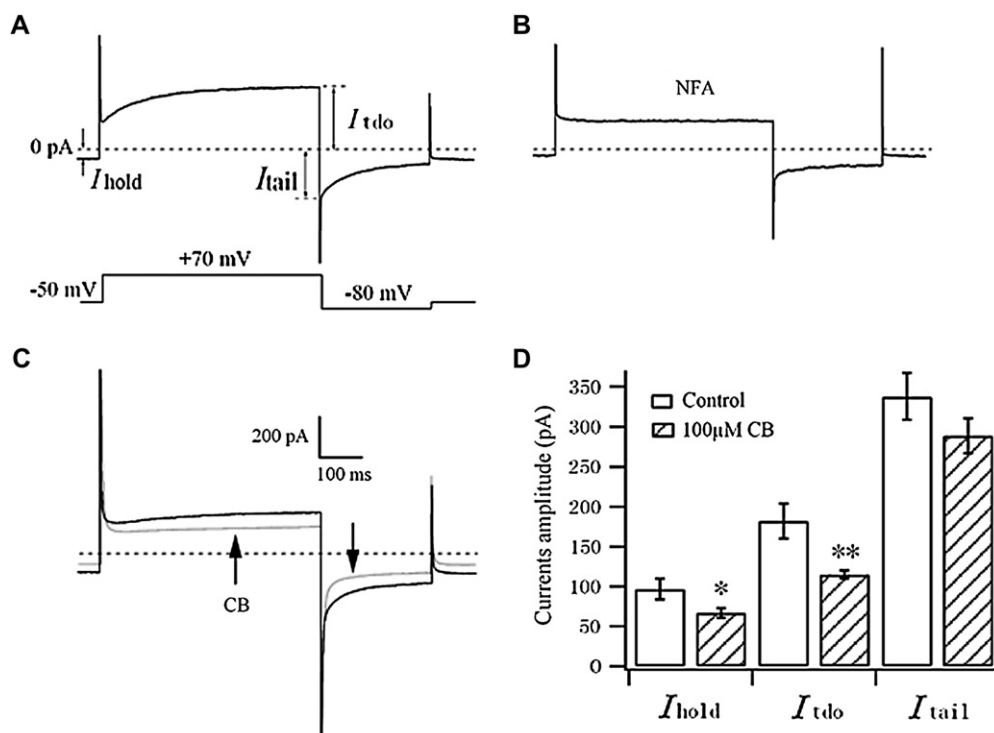 A
0 pA
I hold
I tdo
Itail
+70 mV
-50 mV
-80 mV
B
NFA
C
200 pA
100 ms
CB
D
Currents amplitude (pA)
350
300
250
200
150
100
50
0
Control
100μM CB
*
**
I hold
I tdo
I tail